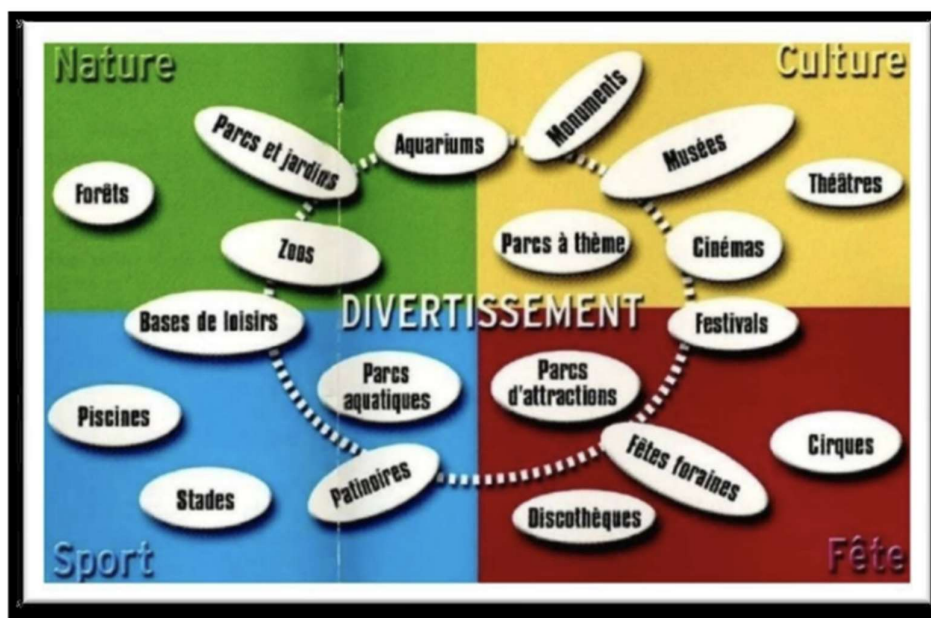 Nature
Culture
Parcs et jardins
Aquariums
Monuments
Musées
Forêts
Théâtres
Zoos
Parcs à thème
Cinémas
Bases de loisirs
DIVERTISSEMENT
Festivals
Parcs
aquatiques
Parcs
d'attractions
Piscines
Cirques
Patinoires
Fêtes foraines
Stades
Discothèques
Sport
Fête